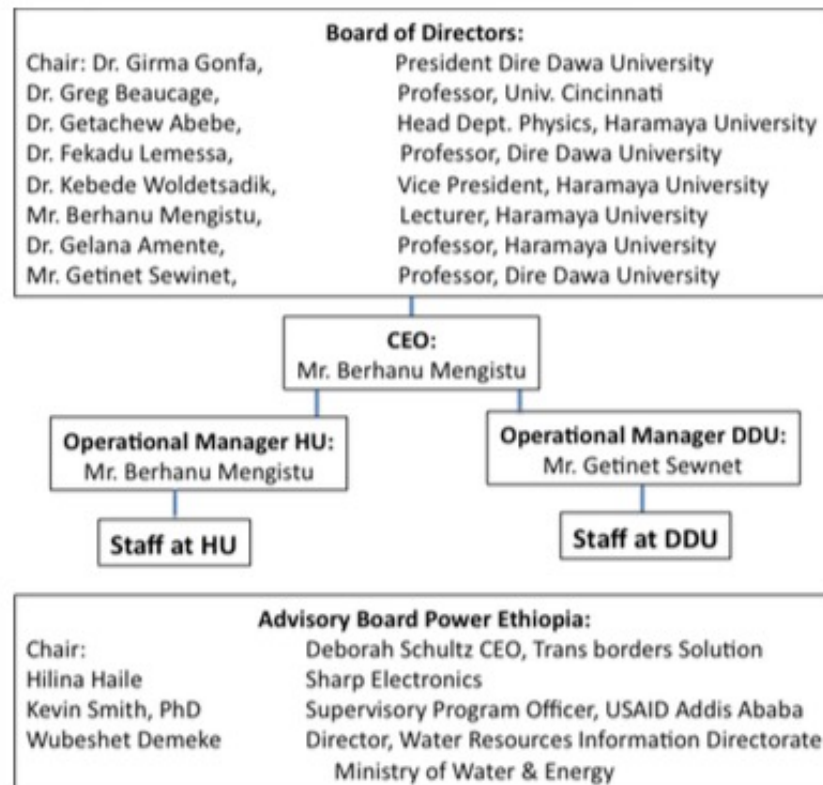 Board of Directors:
Chair: Dr. Girma Gonfa, President Dire Dawa University
Dr. Greg Beaucage, Professor, Univ. Cincinnati
Dr. Getachew Abebe, Head Dept. Physics, Haramaya University
Dr. Fekadu Lemessa, Professor, Dire Dawa University
Dr. Kebede Woldetsadik, Vice President, Haramaya University
Mr. Berhanu Mengistu, Lecturer, Haramaya University
Dr. Gelana Amente, Professor, Haramaya University
Mr. Getinet Sewinet, Professor, Dire Dawa University
CEO:
Mr. Berhanu Mengistu
Operational Manager HU:
Mr. Berhanu Mengistu
Operational Manager DDU:
Mr. Getinet Sewnet
Staff at HU
Staff at DDU
Advisory Board Power Ethiopia:
Chair: Deborah Schultz CEO, Trans borders Solution
Hilina Haile Sharp Electronics
Kevin Smith, PhD Supervisory Program Officer, USAID Addis Ababa
Wubeshet Demeke Director, Water Resources Information Directorate
Ministry of Water & Energy